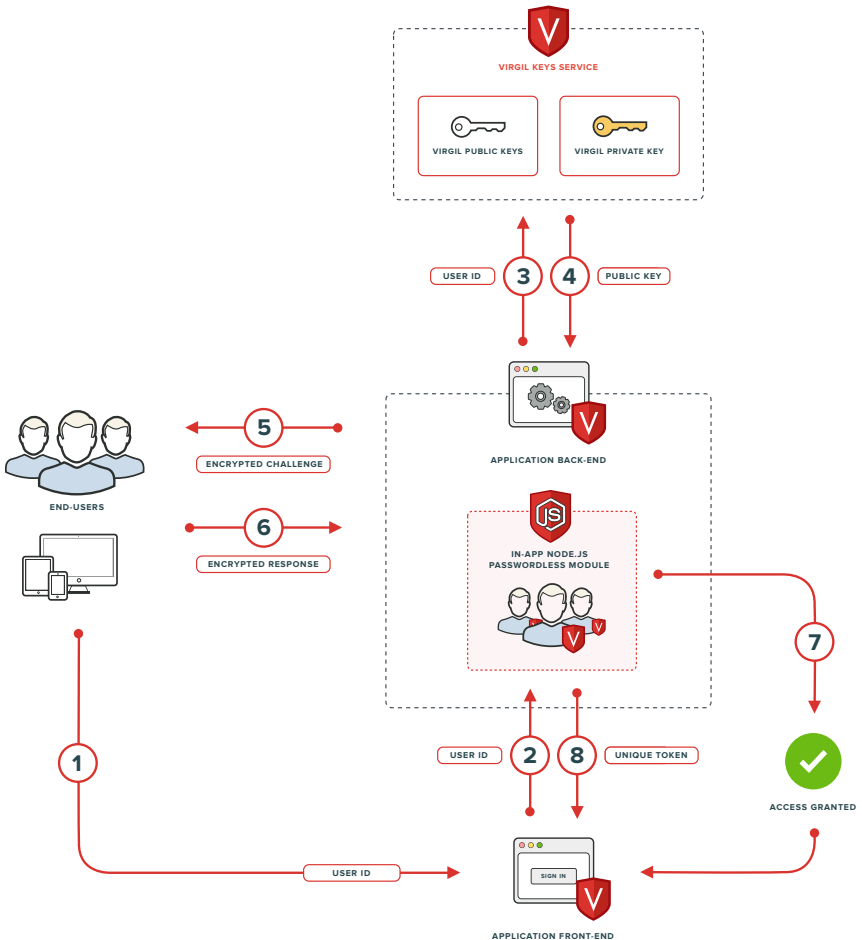 V
VIRGIL KEYS SERVICE
VIRGIL PUBLIC KEYS
VIRGIL PRIVATE KEY
USER ID
3
4
PUBLIC KEY
V
APPLICATION BACK-END
5
ENCRYPTED CHALLENGE
END-USERS
6
ENCRYPTED RESPONSE
JS
IN-APP NODE.JS
PASSWORDLESS MODULE
V
V
V
7
1
USER ID
2
8
UNIQUE TOKEN
ACCESS GRANTED
USER ID
SIGN IN
V
APPLICATION FRONT-END